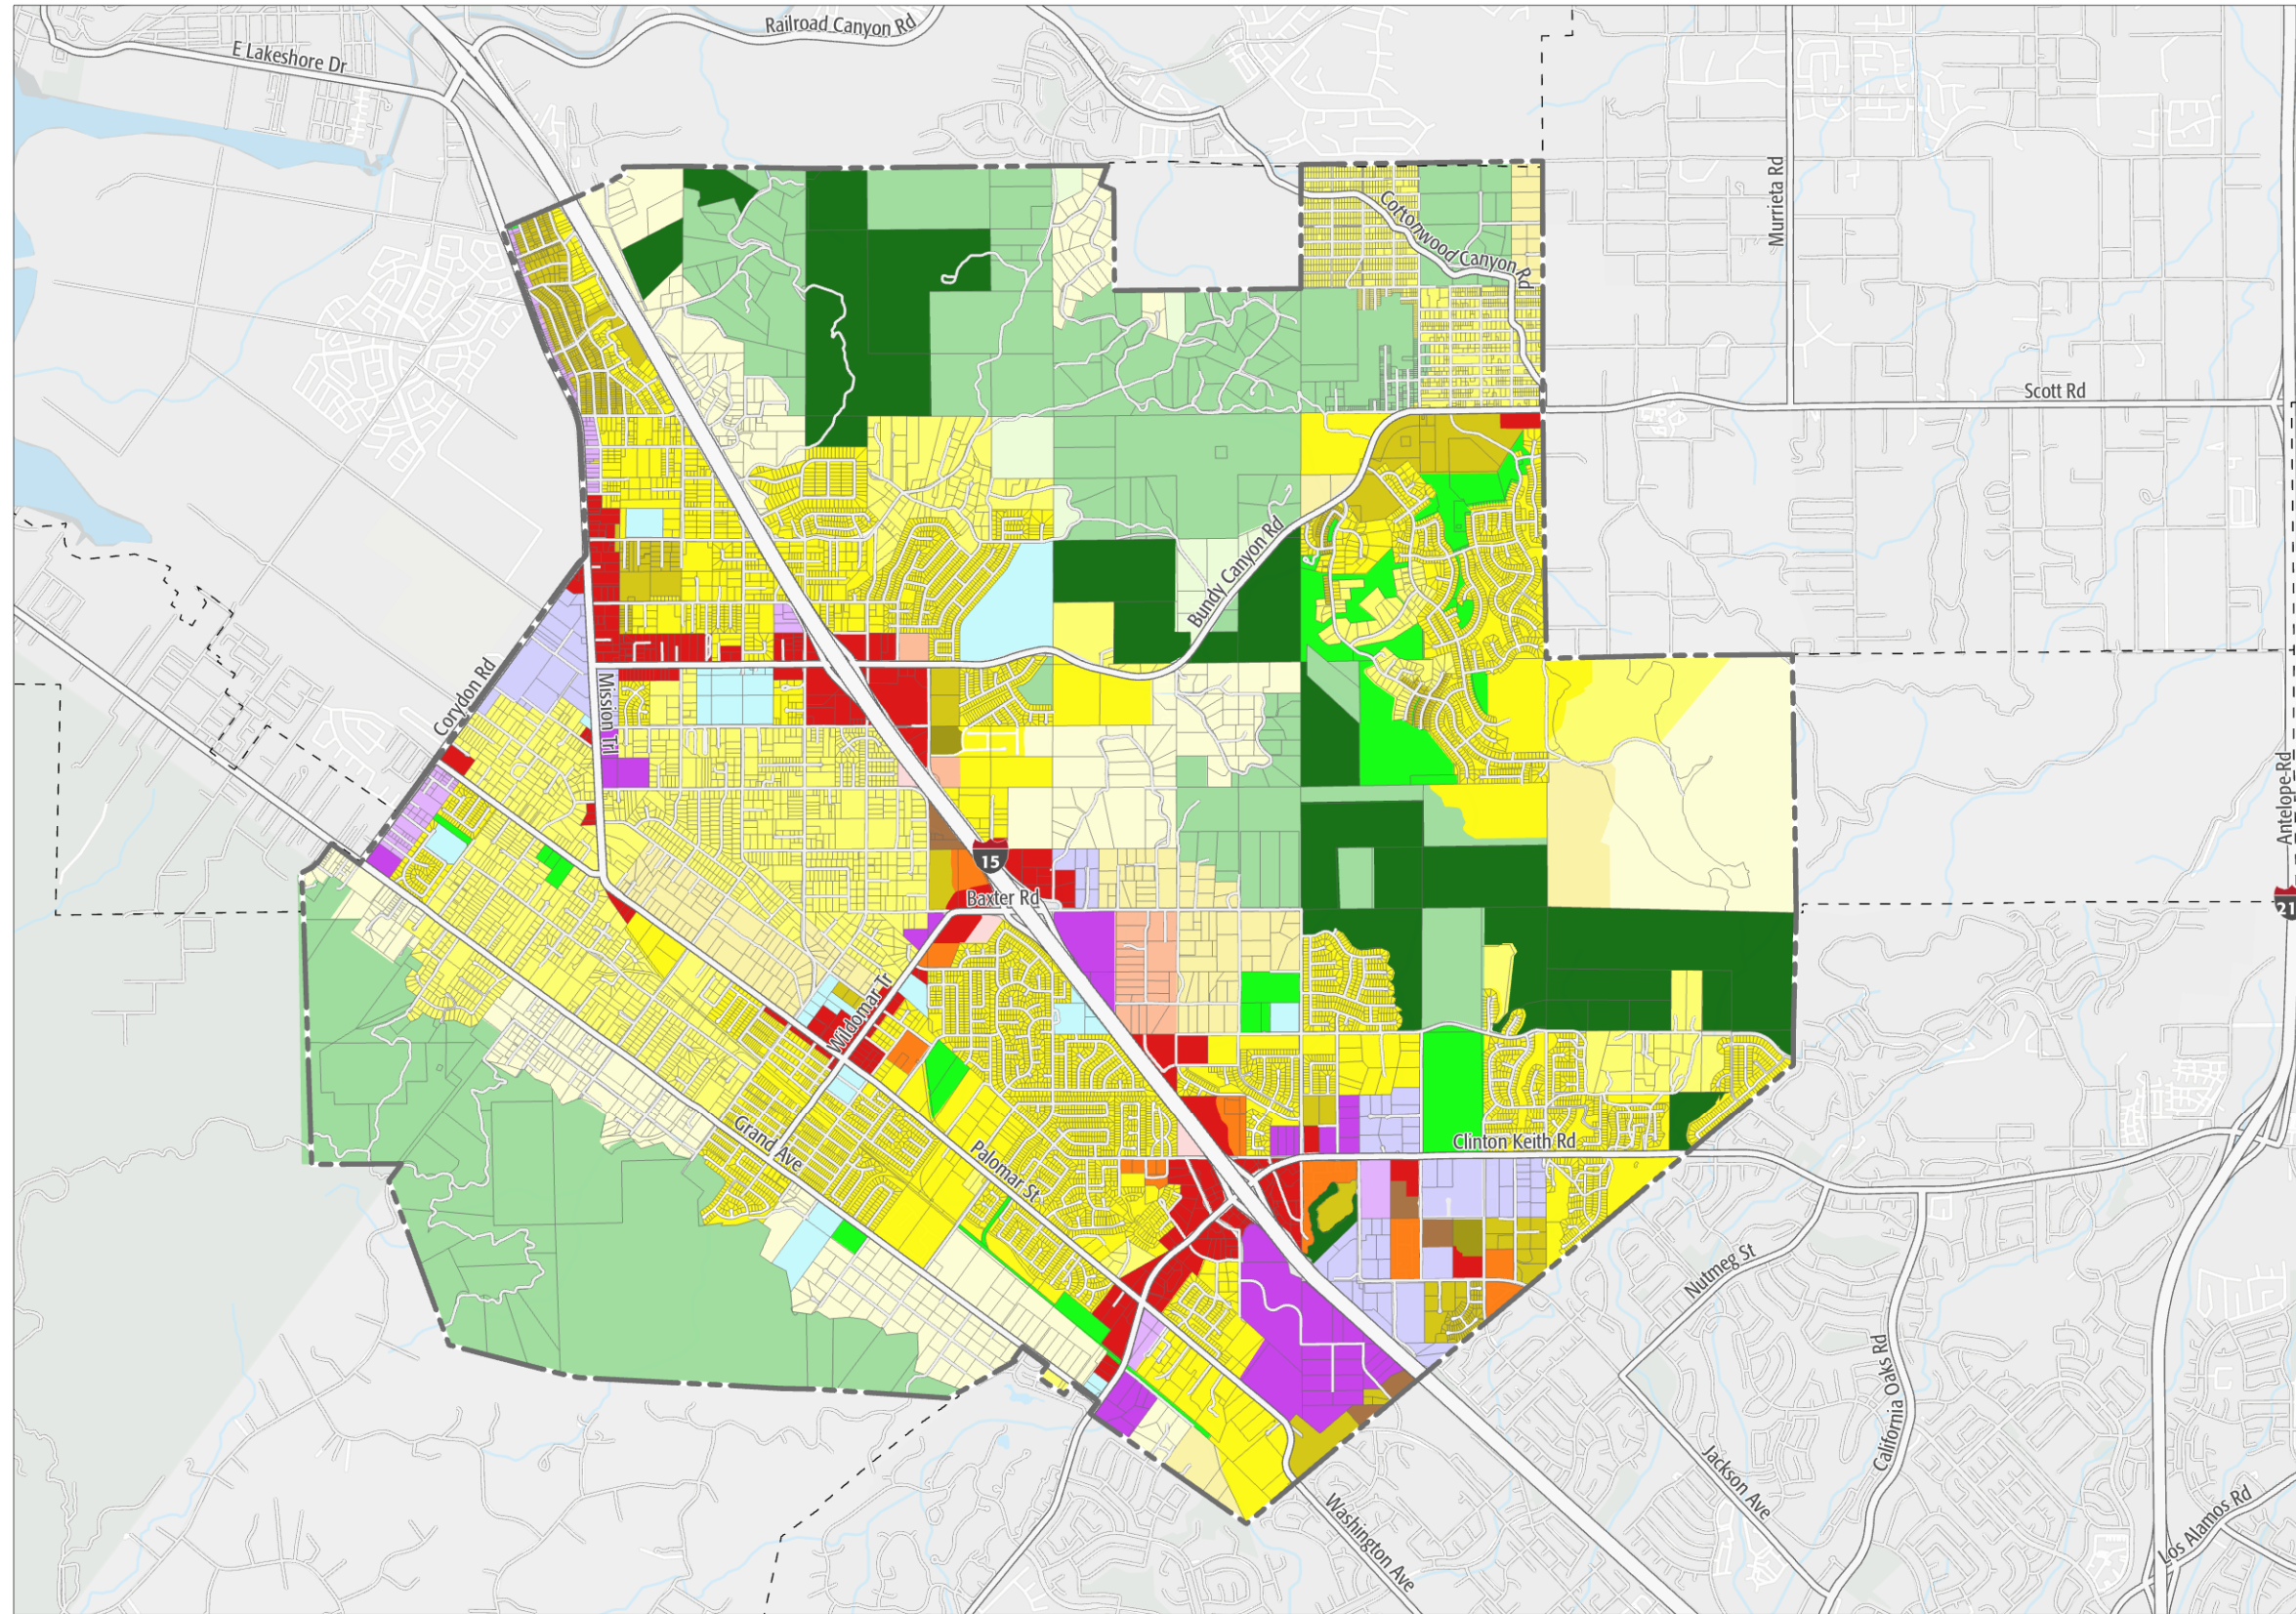 Railroad Canyon Rd
E Lakeshore Dr
Murrieta Rd
Cottonwood Canyon Rd
Scott Rd
Bundy Canyon Rd
Corydon Rd
Mission Trl
Antelope Rd
15
Baxter Rd
21
Wildomar Tr
Grand Ave
Palomar St
Clinton Keith Rd
Nutmeg St
California Oaks Rd
Jackson Ave
Washington Ave
Los Alamos Rd